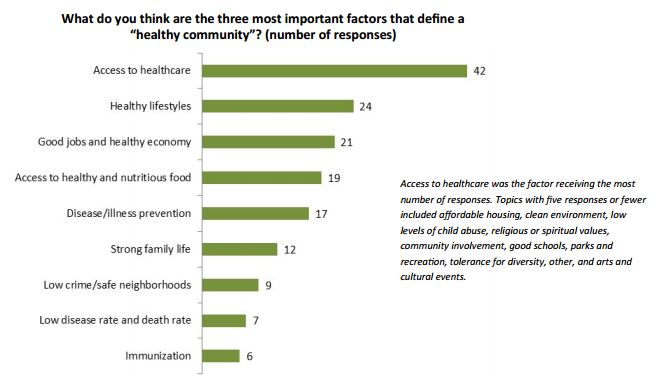 What do you think are the three most important factors that define a
“healthy community”? (number of responses)
Access to healthcare 42
Healthy lifestyles 24
Good jobs and healthy economy 21
Access to healthy and nutritious food 19
Disease/illness prevention 17
Strong family life 12
Low crime/safe neighborhoods 9
Low disease rate and death rate 7
Immunization 6
Access to healthcare was the factor receiving the most
number of responses. Topics with five responses or fewer
included affordable housing, clean environment, low
levels of child abuse, religious or spiritual values,
community involvement, good schools, parks and
recreation, tolerance for diversity, other, and arts and
cultural events.